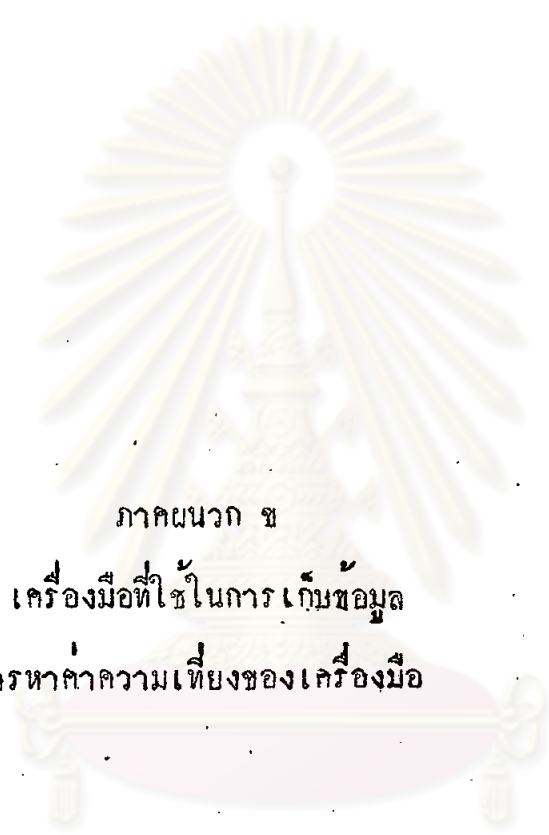 ภาคผนวก ข
เครื่องมือที่ใช้ในการเก็บข้อมูล
รหาค่าความเที่ยงของเครื่องมือ